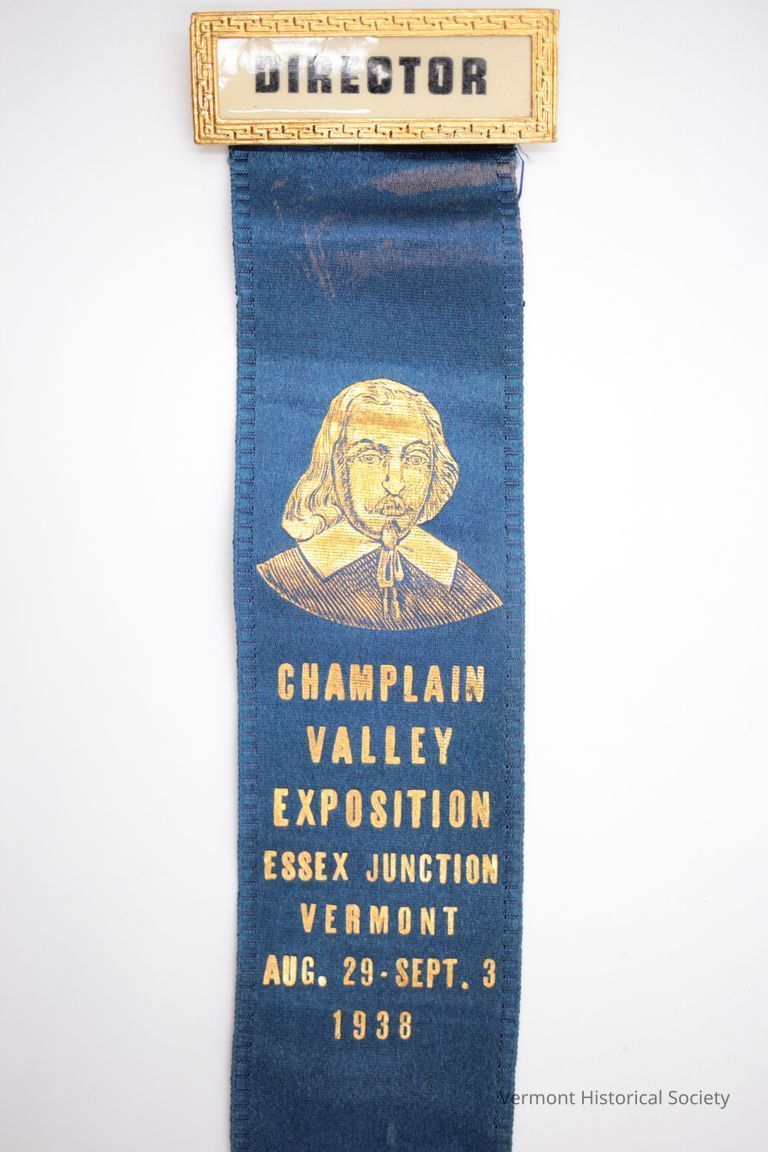 DIRECTOR
CHAMPLAIN
VALLEY
EXPOSITION
ESSEX JUNCTION
VERMONT
AUG. 29-SEPT. 3
1938
Vermont Historical Society